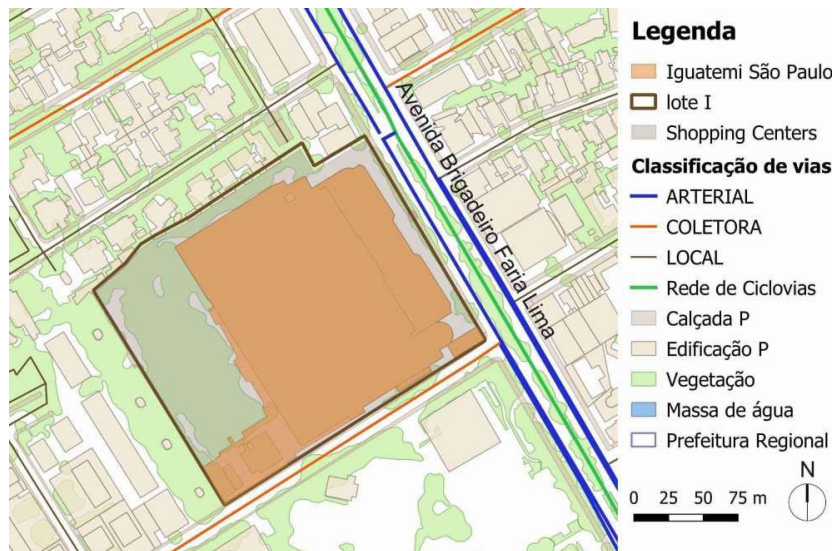 Avenida Brigadeiro Faria Lima
Legenda
Iguatemi São Paulo
lote I
Shopping Centers
Classificação de vias
ARTERIAL
COLETORA
LOCAL
Rede de Ciclovias
Calçada P
Edificação P
Vegetação
Massa de água
Prefeitura Regional
N
0 25 50 75 m